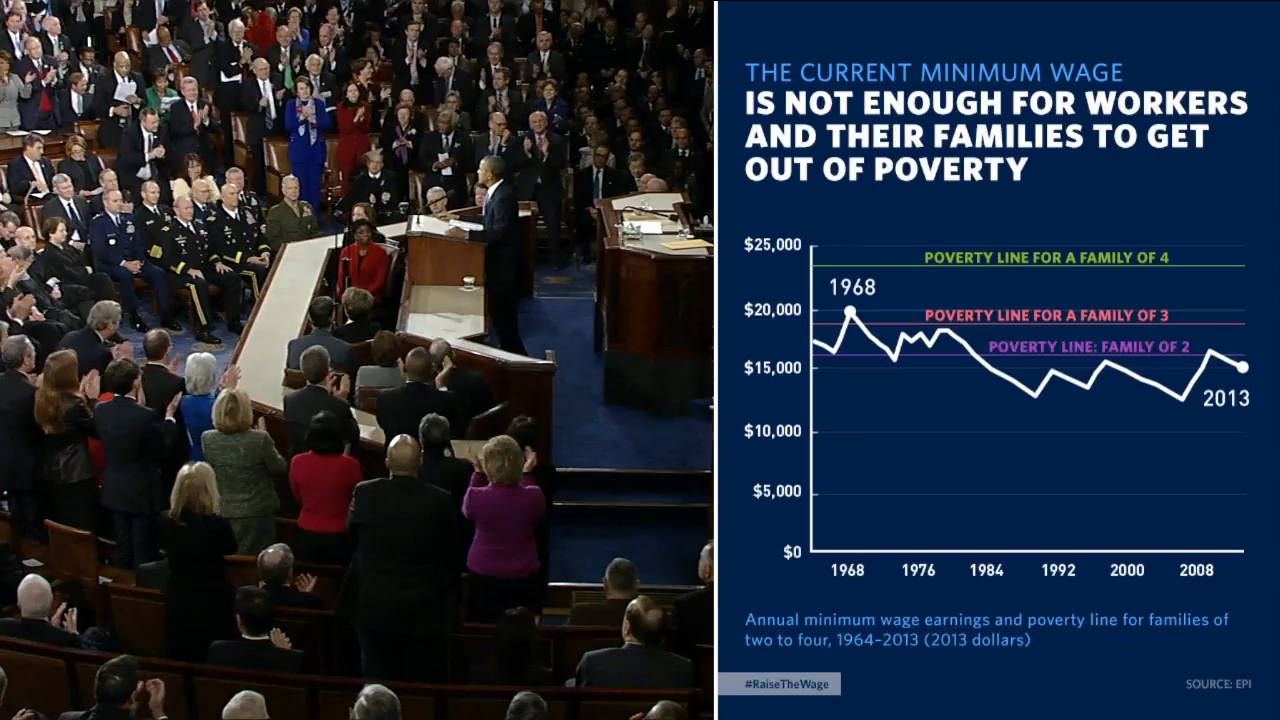 THE CURRENT MINIMUM WAGE
IS NOT ENOUGH FOR WORKERS
AND THEIR FAMILIES TO GET
OUT OF POVERTY
$25,000
POVERTY LINE FOR A FAMILY OF 4
1968
$20,000
POVERTY LINE FOR A FAMILY OF 3
POVERTY LINE: FAMILY OF 2
$15,000
2013
$10,000
$5,000
$0
1968 1976 1984 1992 2000 2008
Annual minimum wage earnings and poverty line for families of
two to four, 1964–2013 (2013 dollars)
#RaiseTheWage
SOURCE: EPI